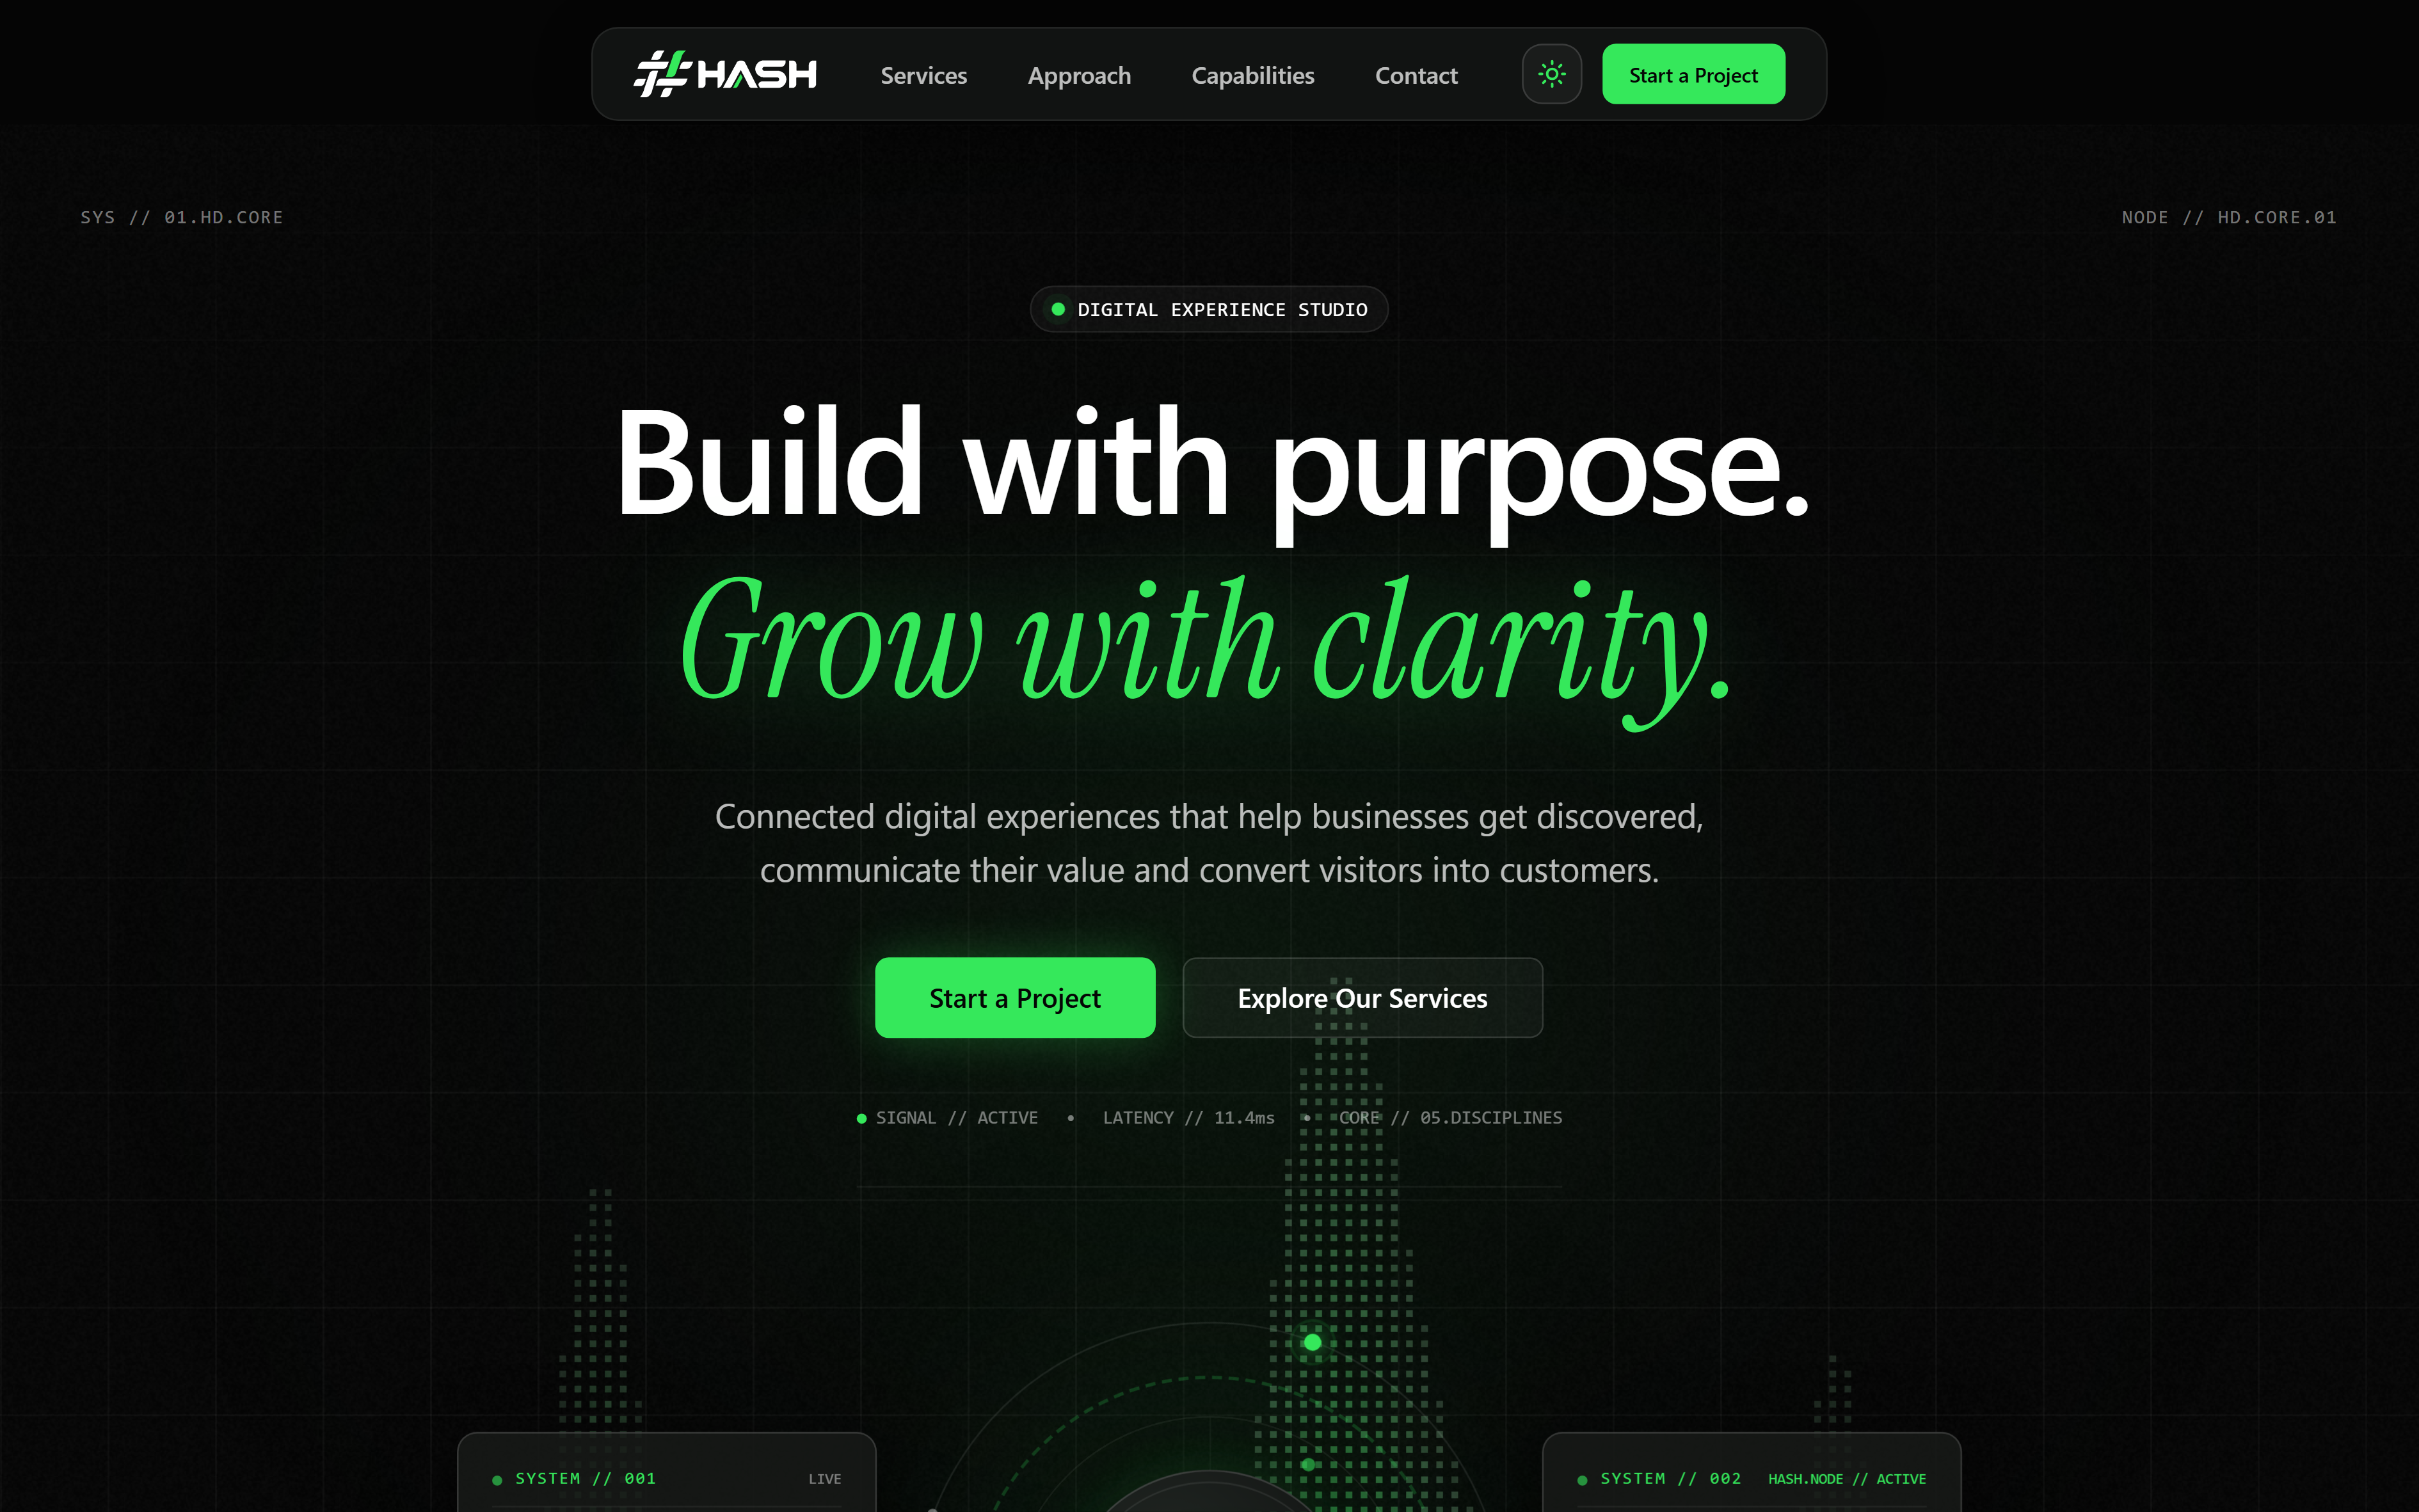 HASH
Services
Approach
Capabilities
Contact
Start a Project
SYS // 01.HD.CORE
NODE // HD.CORE.01
DIGITAL EXPERIENCE STUDIO
Build with purpose.
Grow with clarity.
Connected digital experiences that help businesses get discovered,
communicate their value and convert visitors into customers.
Start a Project
Explore Our Services
SIGNAL // ACTIVE • LATENCY // 11.4ms • CORE // 05.DISCIPLINES
SYSTEM // 001
LIVE
SYSTEM // 002
HASH.NODE // ACTIVE